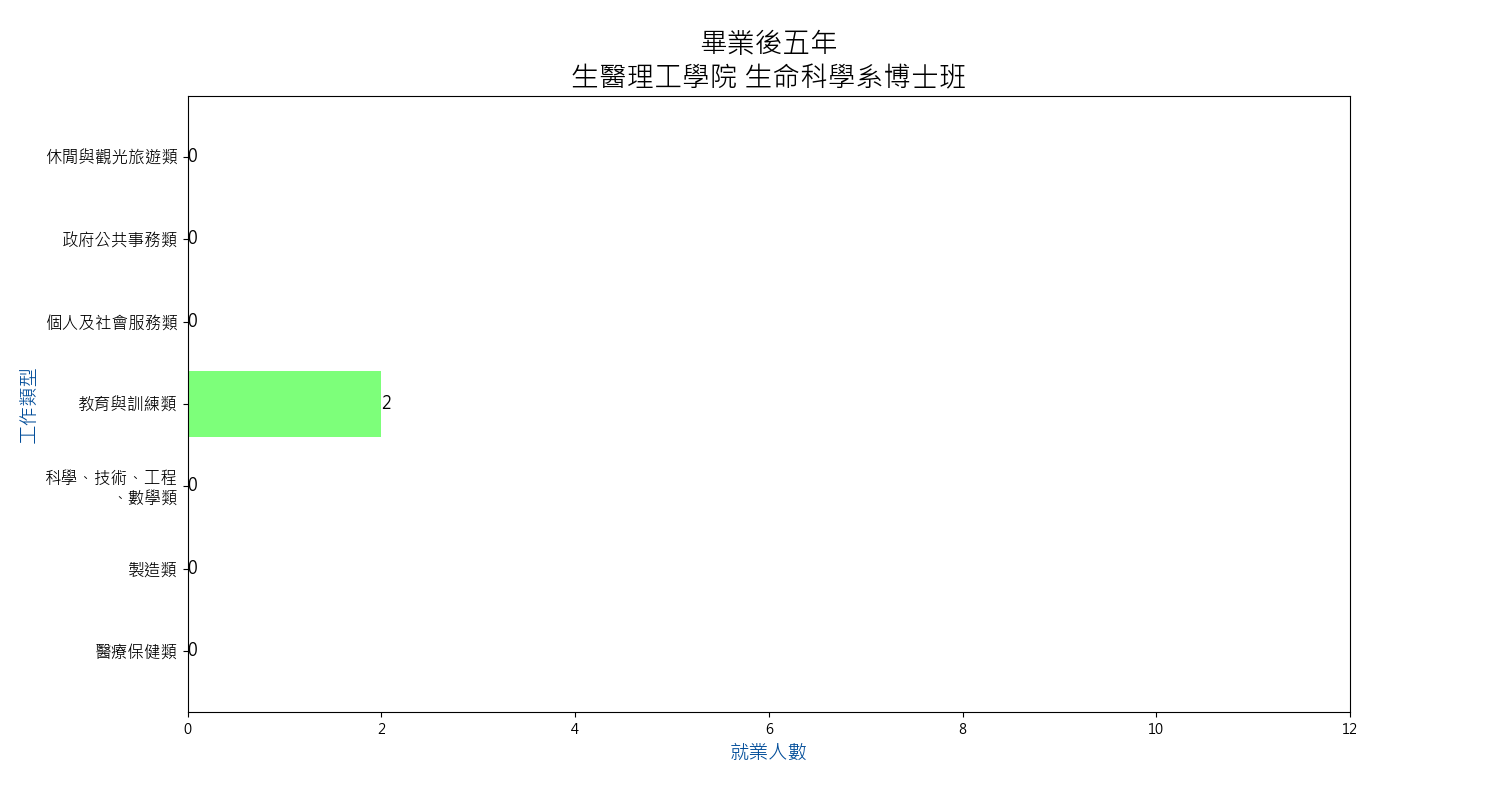 畢業後五年
生醫理工學院 生命科學系博士班
休閒與觀光旅遊類
0
政府公共事務類
0
個人及社會服務類
0
教育與訓練類
2
科學、技術、工程
、數學類
0
製造類
0
醫療保健類
0
工作類型
0 2 4 6 8 10 12
就業人數